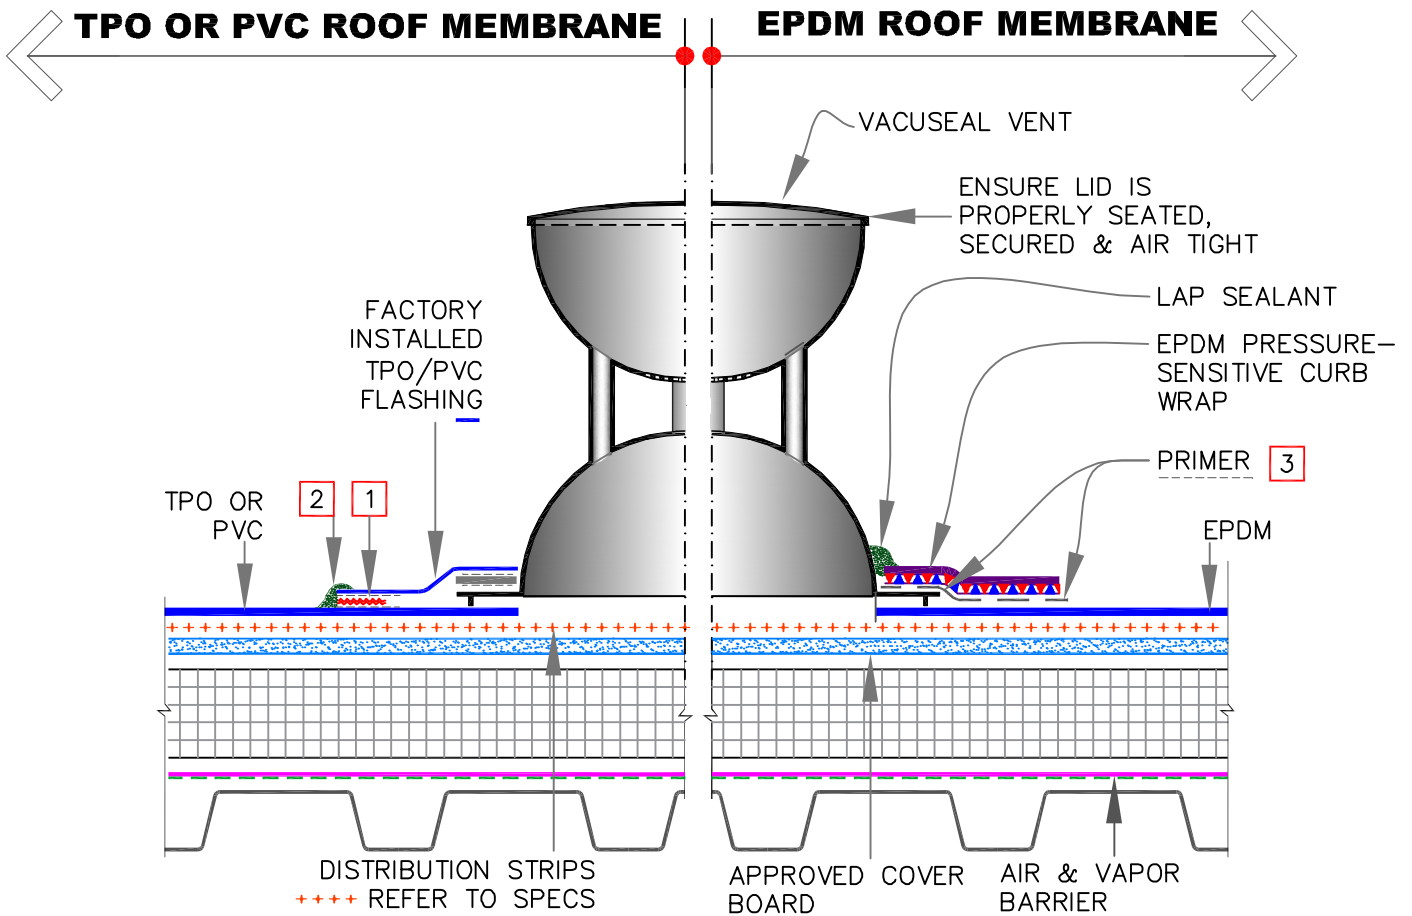 TPO OR PVC ROOF MEMBRANE
EPDM ROOF MEMBRANE
VACUSEAL VENT
ENSURE LID IS
PROPERLY SEATED,
SECURED & AIR TIGHT
LAP SEALANT
EPDM PRESSURE-
SENSITIVE CURB
WRAP
PRIMER 3
EPDM
FACTORY
INSTALLED
TPO/PVC
FLASHING
TPO OR
PVC
2 1
DISTRIBUTION STRIPS
REFER TO SPECS
APPROVED COVER
BOARD
AIR & VAPOR
BARRIER